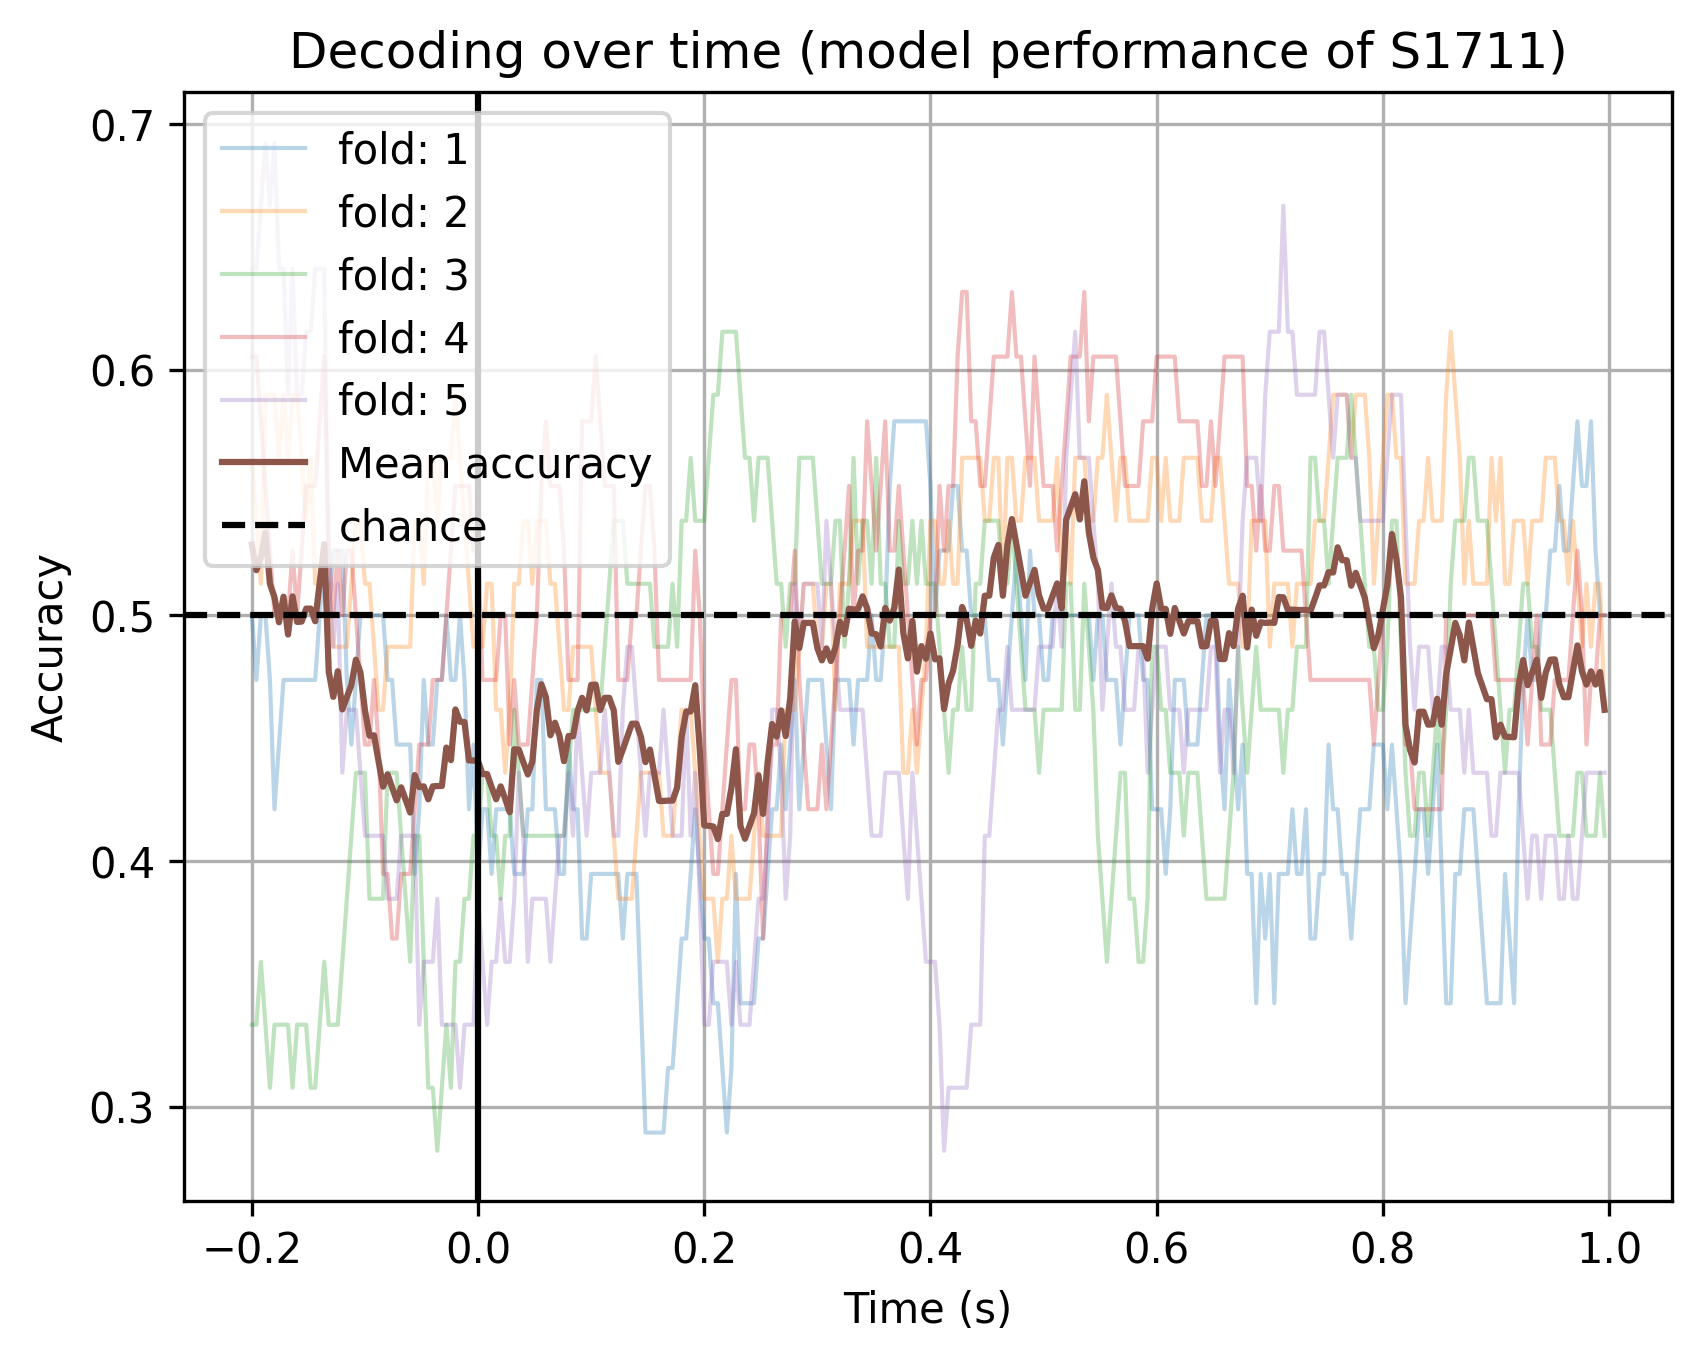 Decoding over time (model performance of S1711)
fold: 1
fold: 2
fold: 3
fold: 4
fold: 5
Mean accuracy
chance
0.7
0.6
0.5
0.4
0.3
Accuracy
−0.2 0.0 0.2 0.4 0.6 0.8 1.0
Time (s)